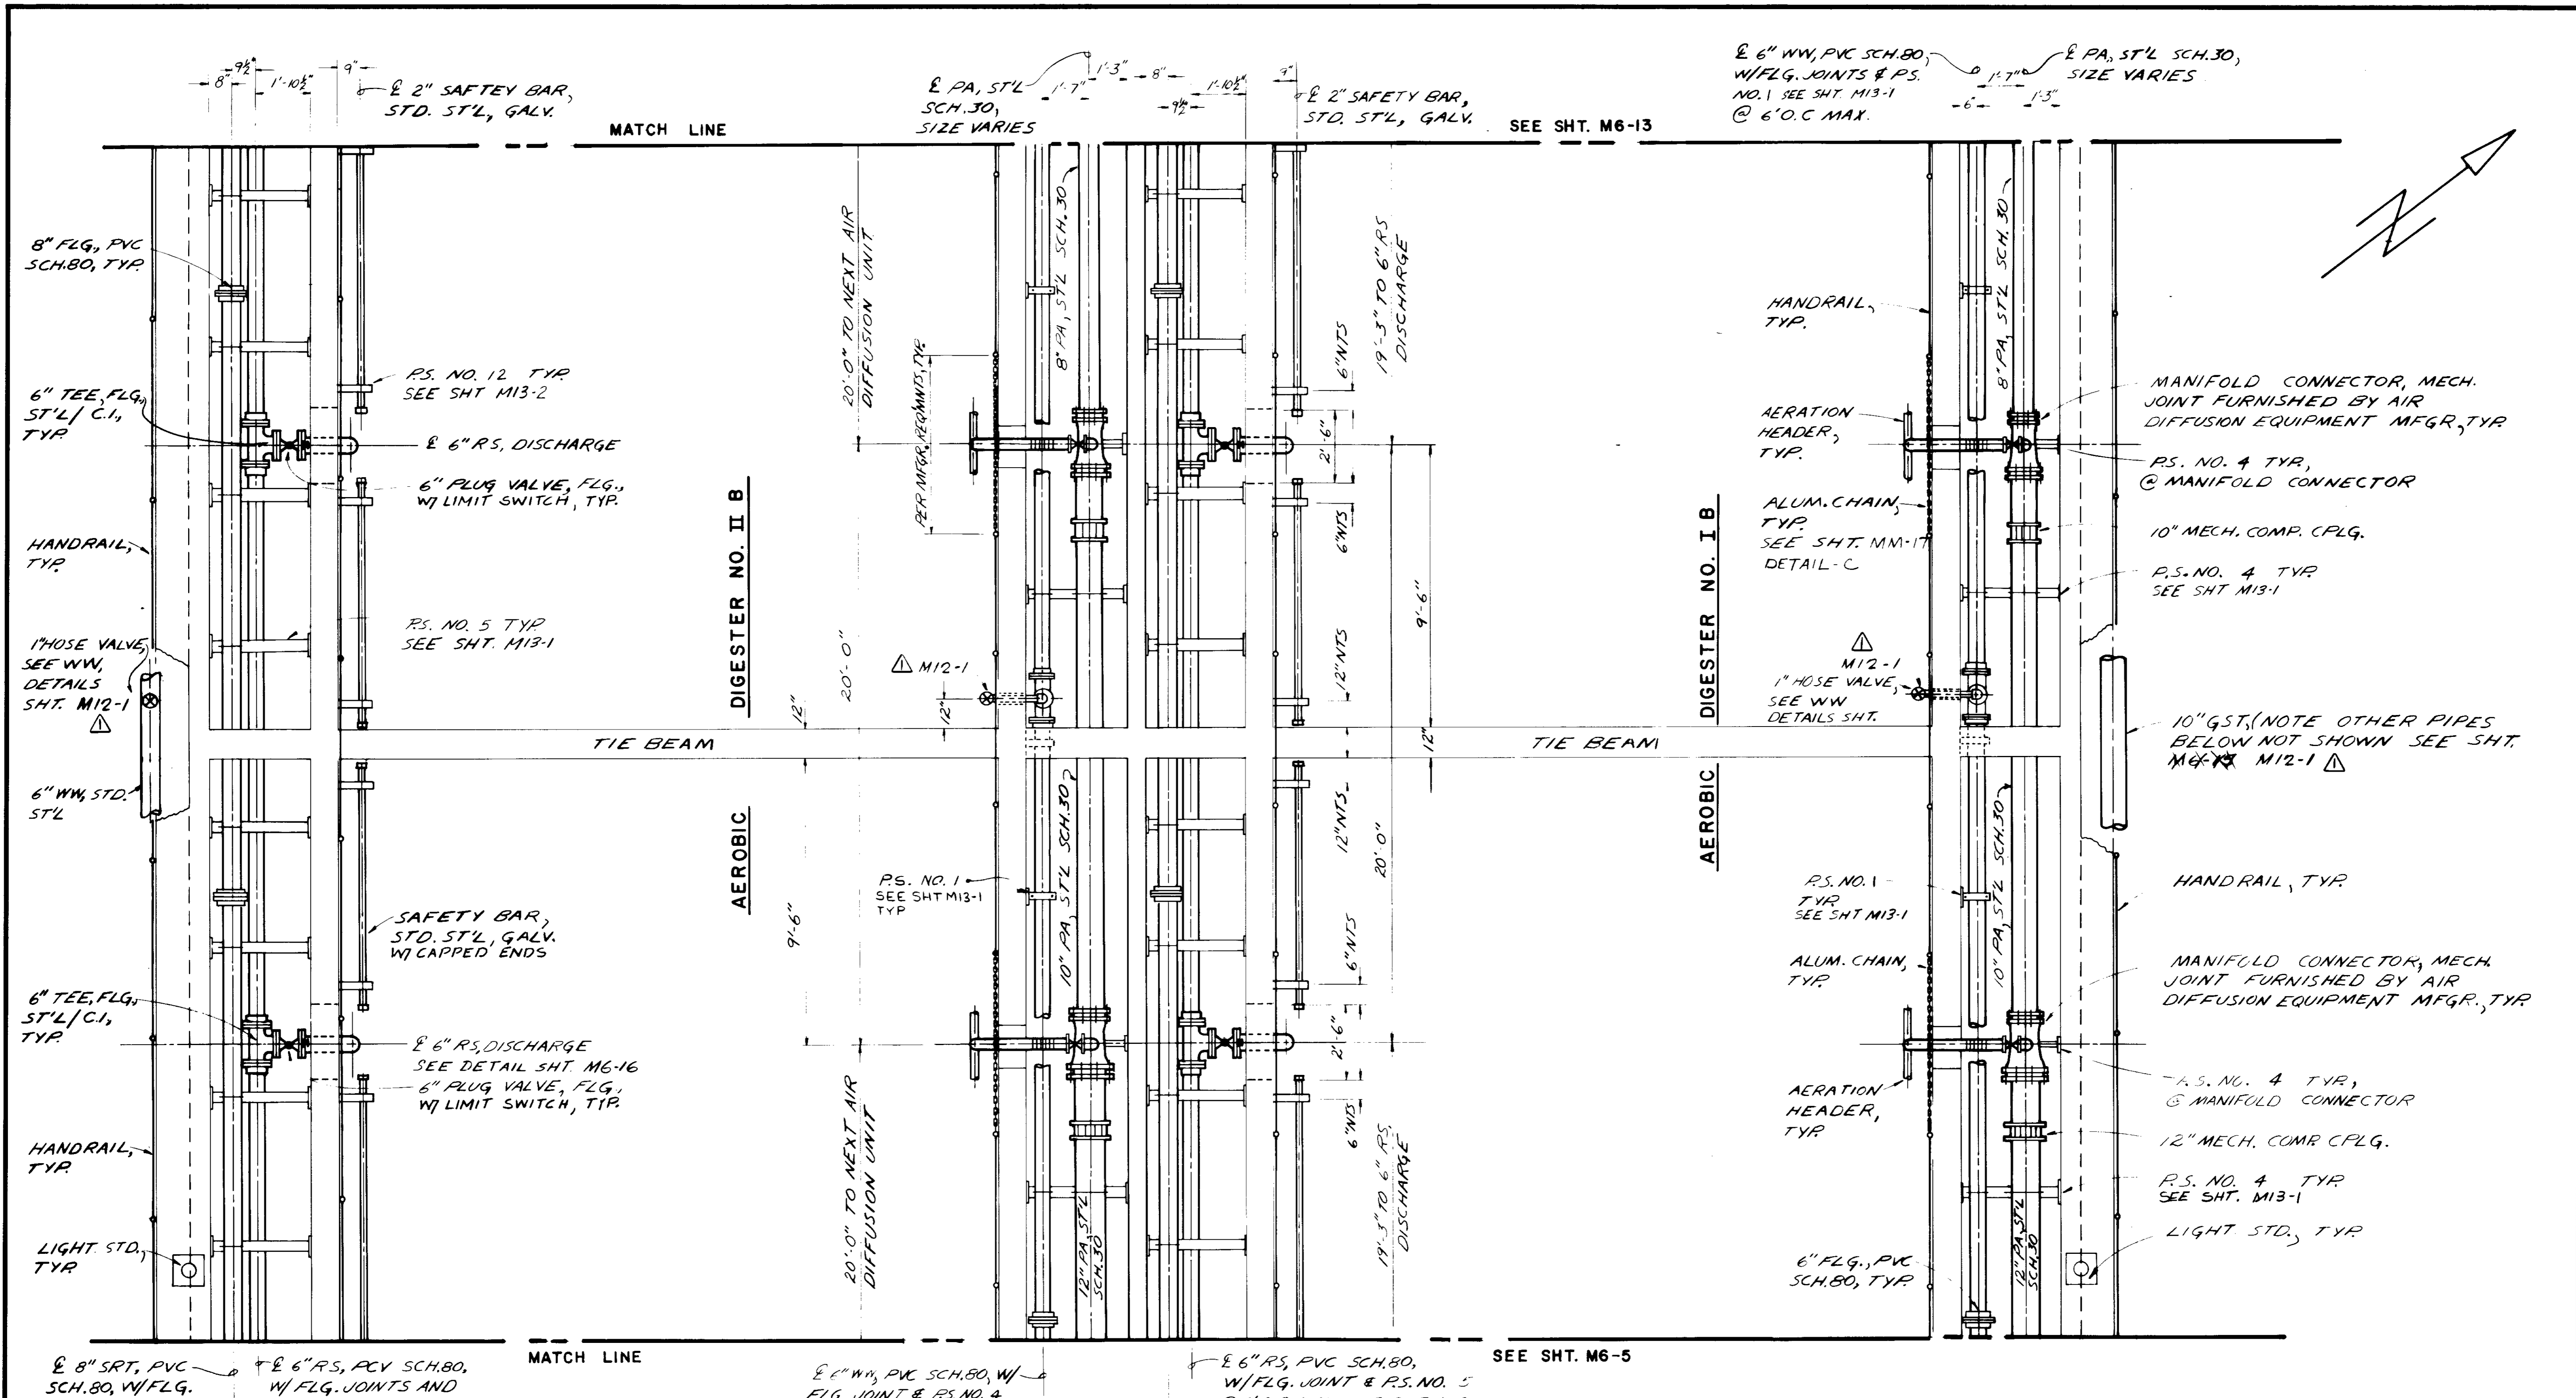 8"
9½"
1'-10½"
9"
℄ 2" SAFTEY BAR,
STD. ST'L, GALV.
MATCH LINE
℄ PA, ST'L
SCH. 30,
SIZE VARIES
1'-7"
1'-3"
8"
9½"
1'-10½"
9"
℄ 2" SAFETY BAR,
STD. ST'L, GALV.
SEE SHT. M6-13
℄ 6" WW, PVC SCH.80,
W/FLG. JOINTS & P.S.
NO. 1 SEE SHT. M13-1
@ 6' O.C MAX.
6"
1'-7"
1'-3"
℄ PA, ST'L SCH. 30,
SIZE VARIES
8" FLG., PVC
SCH.80, TYP.
6" TEE, FLG.,
ST'L / C.I.,
TYP.
HANDRAIL,
TYP.
1" HOSE VALVE,
SEE WW,
DETAILS
SHT. M12-1
1
6" WW, STD.
ST'L
6" TEE, FLG.,
ST'L / C.I.,
TYP.
HANDRAIL,
TYP.
LIGHT STD.,
TYP.
P.S. NO. 12 TYP.
SEE SHT M13-2
℄ 6" RS, DISCHARGE
6" PLUG VALVE, FLG.,
W/ LIMIT SWITCH, TYP.
P.S. NO. 5 TYP.
SEE SHT. M13-1
TIE BEAM
SAFETY BAR,
STD. ST'L, GALV.
W/ CAPPED ENDS
℄ 6" RS, DISCHARGE
SEE DETAIL SHT. M6-16
6" PLUG VALVE, FLG.,
W/ LIMIT SWITCH, TYP.
DIGESTER NO. II B
AEROBIC
20'-0" TO NEXT AIR
DIFFUSION UNIT
PER MFGR. REQMNTS, TYP.
20'-0"
12"
9'-6"
20'-0" TO NEXT AIR
DIFFUSION UNIT
1 M12-1
12"
P.S. NO. 1
SEE SHT M13-1
TYP
8" PA, ST'L SCH.30
10" PA, ST'L SCH.30
12" PA, ST'L
SCH.30
19'-3" TO 6" RS
DISCHARGE
6" NTS
2'-6"
6" NTS
9'-6"
12" NTS
12"
12" NTS
20'-0"
6" NTS
2'-6"
6" NTS
19'-3" TO 6" RS,
DISCHARGE
TIE BEAM
DIGESTER NO. I B
AEROBIC
HANDRAIL,
TYP.
AERATION
HEADER,
TYP.
ALUM. CHAIN,
TYP.
SEE SHT. MM-17
DETAIL-C
1
M12-1
1" HOSE VALVE,
SEE WW
DETAILS SHT.
P.S. NO. 1
TYP.
SEE SHT M13-1
ALUM. CHAIN,
TYP.
AERATION
HEADER,
TYP.
6" FLG., PVC
SCH.80, TYP.
8" PA, ST'L SCH.30
10" PA, ST'L SCH.30
12" PA, ST'L
SCH.30
MANIFOLD CONNECTOR, MECH.
JOINT FURNISHED BY AIR
DIFFUSION EQUIPMENT MFGR., TYP.
P.S. NO. 4 TYP.,
@ MANIFOLD CONNECTOR
10" MECH. COMP. CPLG.
P.S. NO. 4 TYP.
SEE SHT M13-1
10" GST, (NOTE OTHER PIPES
BELOW NOT SHOWN SEE SHT.
M12-1 1
HANDRAIL, TYP.
MANIFOLD CONNECTOR, MECH.
JOINT FURNISHED BY AIR
DIFFUSION EQUIPMENT MFGR., TYP.
P.S. NO. 4 TYP.,
@ MANIFOLD CONNECTOR
12" MECH. COMP. CPLG.
P.S. NO. 4 TYP.
SEE SHT. M13-1
LIGHT STD., TYP.
℄ 8" SRT, PVC
SCH.80, W/FLG.
℄ 6" RS, PCV SCH.80,
W/ FLG. JOINTS AND
MATCH LINE
℄ 6" WW, PVC SCH.80, W/
FLG. JOINT & P.S. NO. 4
℄ 6" RS, PVC SCH.80,
W/FLG. JOINT & P.S. NO. 5
SEE SHT. M6-5